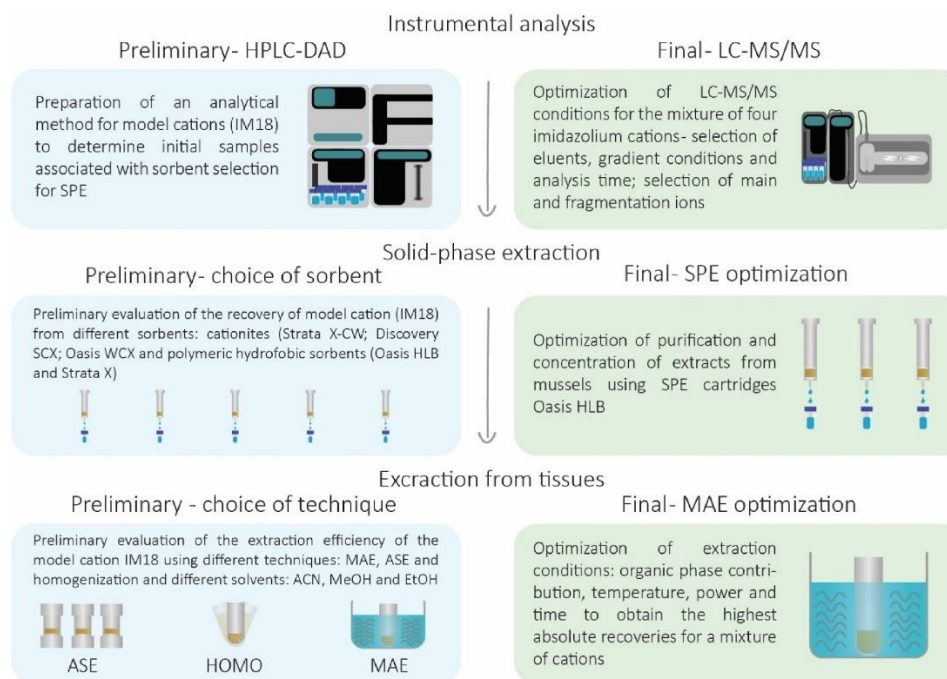 Instrumental analysis
Preliminary- HPLC-DAD
Preparation of an analytical
method for model cations (IM18)
to determine initial samples
associated with sorbent selection
for SPE
Final- LC-MS/MS
Optimization of LC-MS/MS
conditions for the mixture of four
imidazolium cations- selection of
eluents, gradient conditions and
analysis time; selection of main
and fragmentation ions
Solid-phase extraction
Preliminary- choice of sorbent
Preliminary evaluation of the recovery of model cation (IM18)
from different sorbents: cationites (Strata X-CW; Discovery
SCX; Oasis WCX and polymeric hydrofobic sorbents (Oasis HLB
and Strata X)
Final- SPE optimization
Optimization of purification and
concentration of extracts from
mussels using SPE cartridges
Oasis HLB
Excraction from tissues
Preliminary - choice of technique
Preliminary evaluation of the extraction efficiency of the
model cation IM18 using different techniques: MAE, ASE and
homogenization and different solvents: ACN, MeOH and EtOH
ASE
HOMO
MAE
Final- MAE optimization
Optimization of extraction
conditions: organic phase contri-
bution, temperature, power and
time to obtain the highest
absolute recoveries for a mixture
of cations